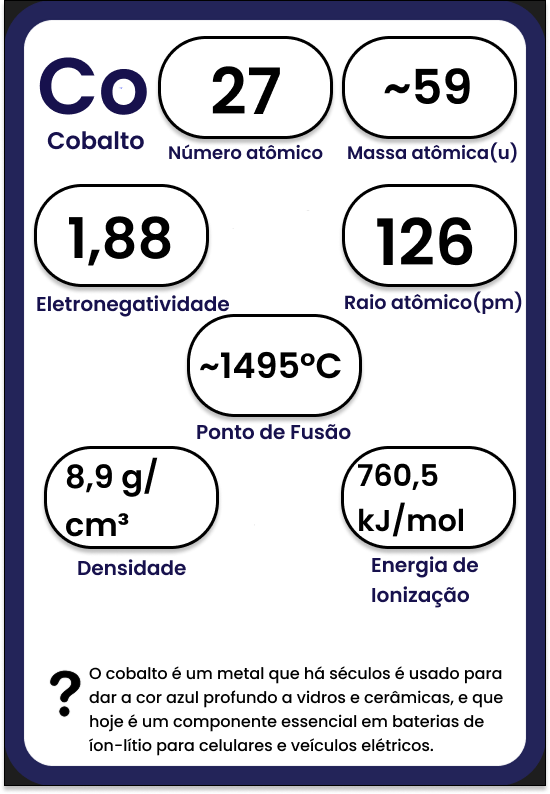 Co
27
~59
Cobalto
Número atômico
Massa atômica(u)
1,88
126
Eletronegatividade
Raio atômico(pm)
~1495°C
Ponto de Fusão
8,9 g/
cm³
760,5
kJ/mol
Densidade
Energia de
Ionização
?
O cobalto é um metal que há séculos é usado para
dar a cor azul profundo a vidros e cerâmicas, e que
hoje é um componente essencial em baterias de
íon-lítio para celulares e veículos elétricos.